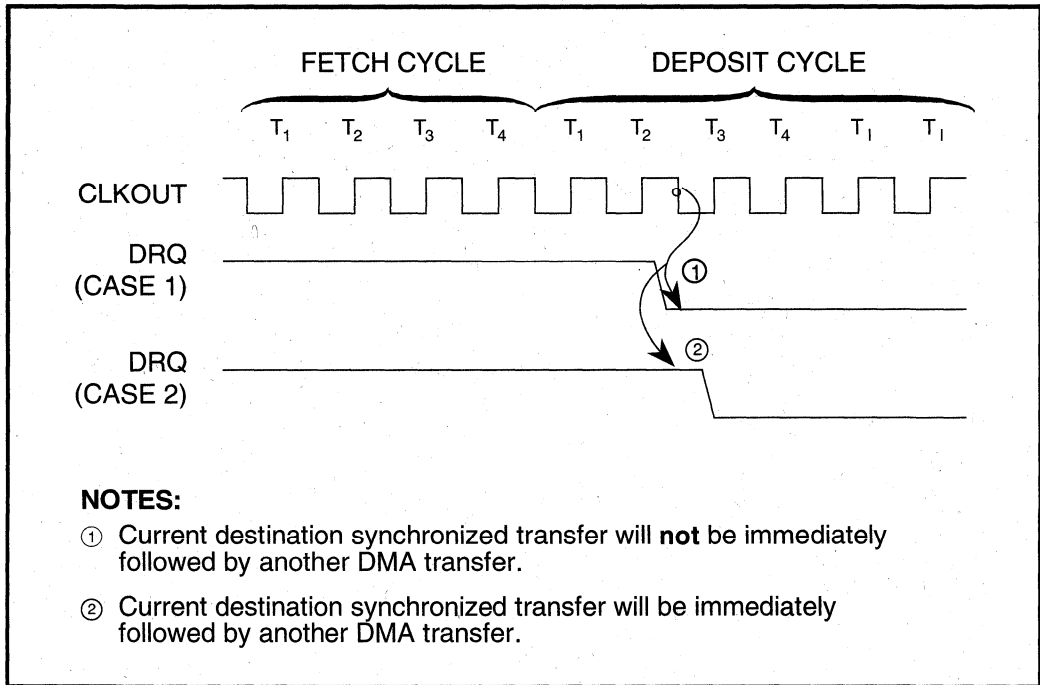 FETCH CYCLE DEPOSIT CYCLE
T1 T2 T3 T4 T1 T2 T3 T4 TI TI
CLKOUT
DRQ
(CASE 1)
①
DRQ
(CASE 2)
②
NOTES:
① Current destination synchronized transfer will not be immediately
followed by another DMA transfer.
② Current destination synchronized transfer will be immediately
followed by another DMA transfer.